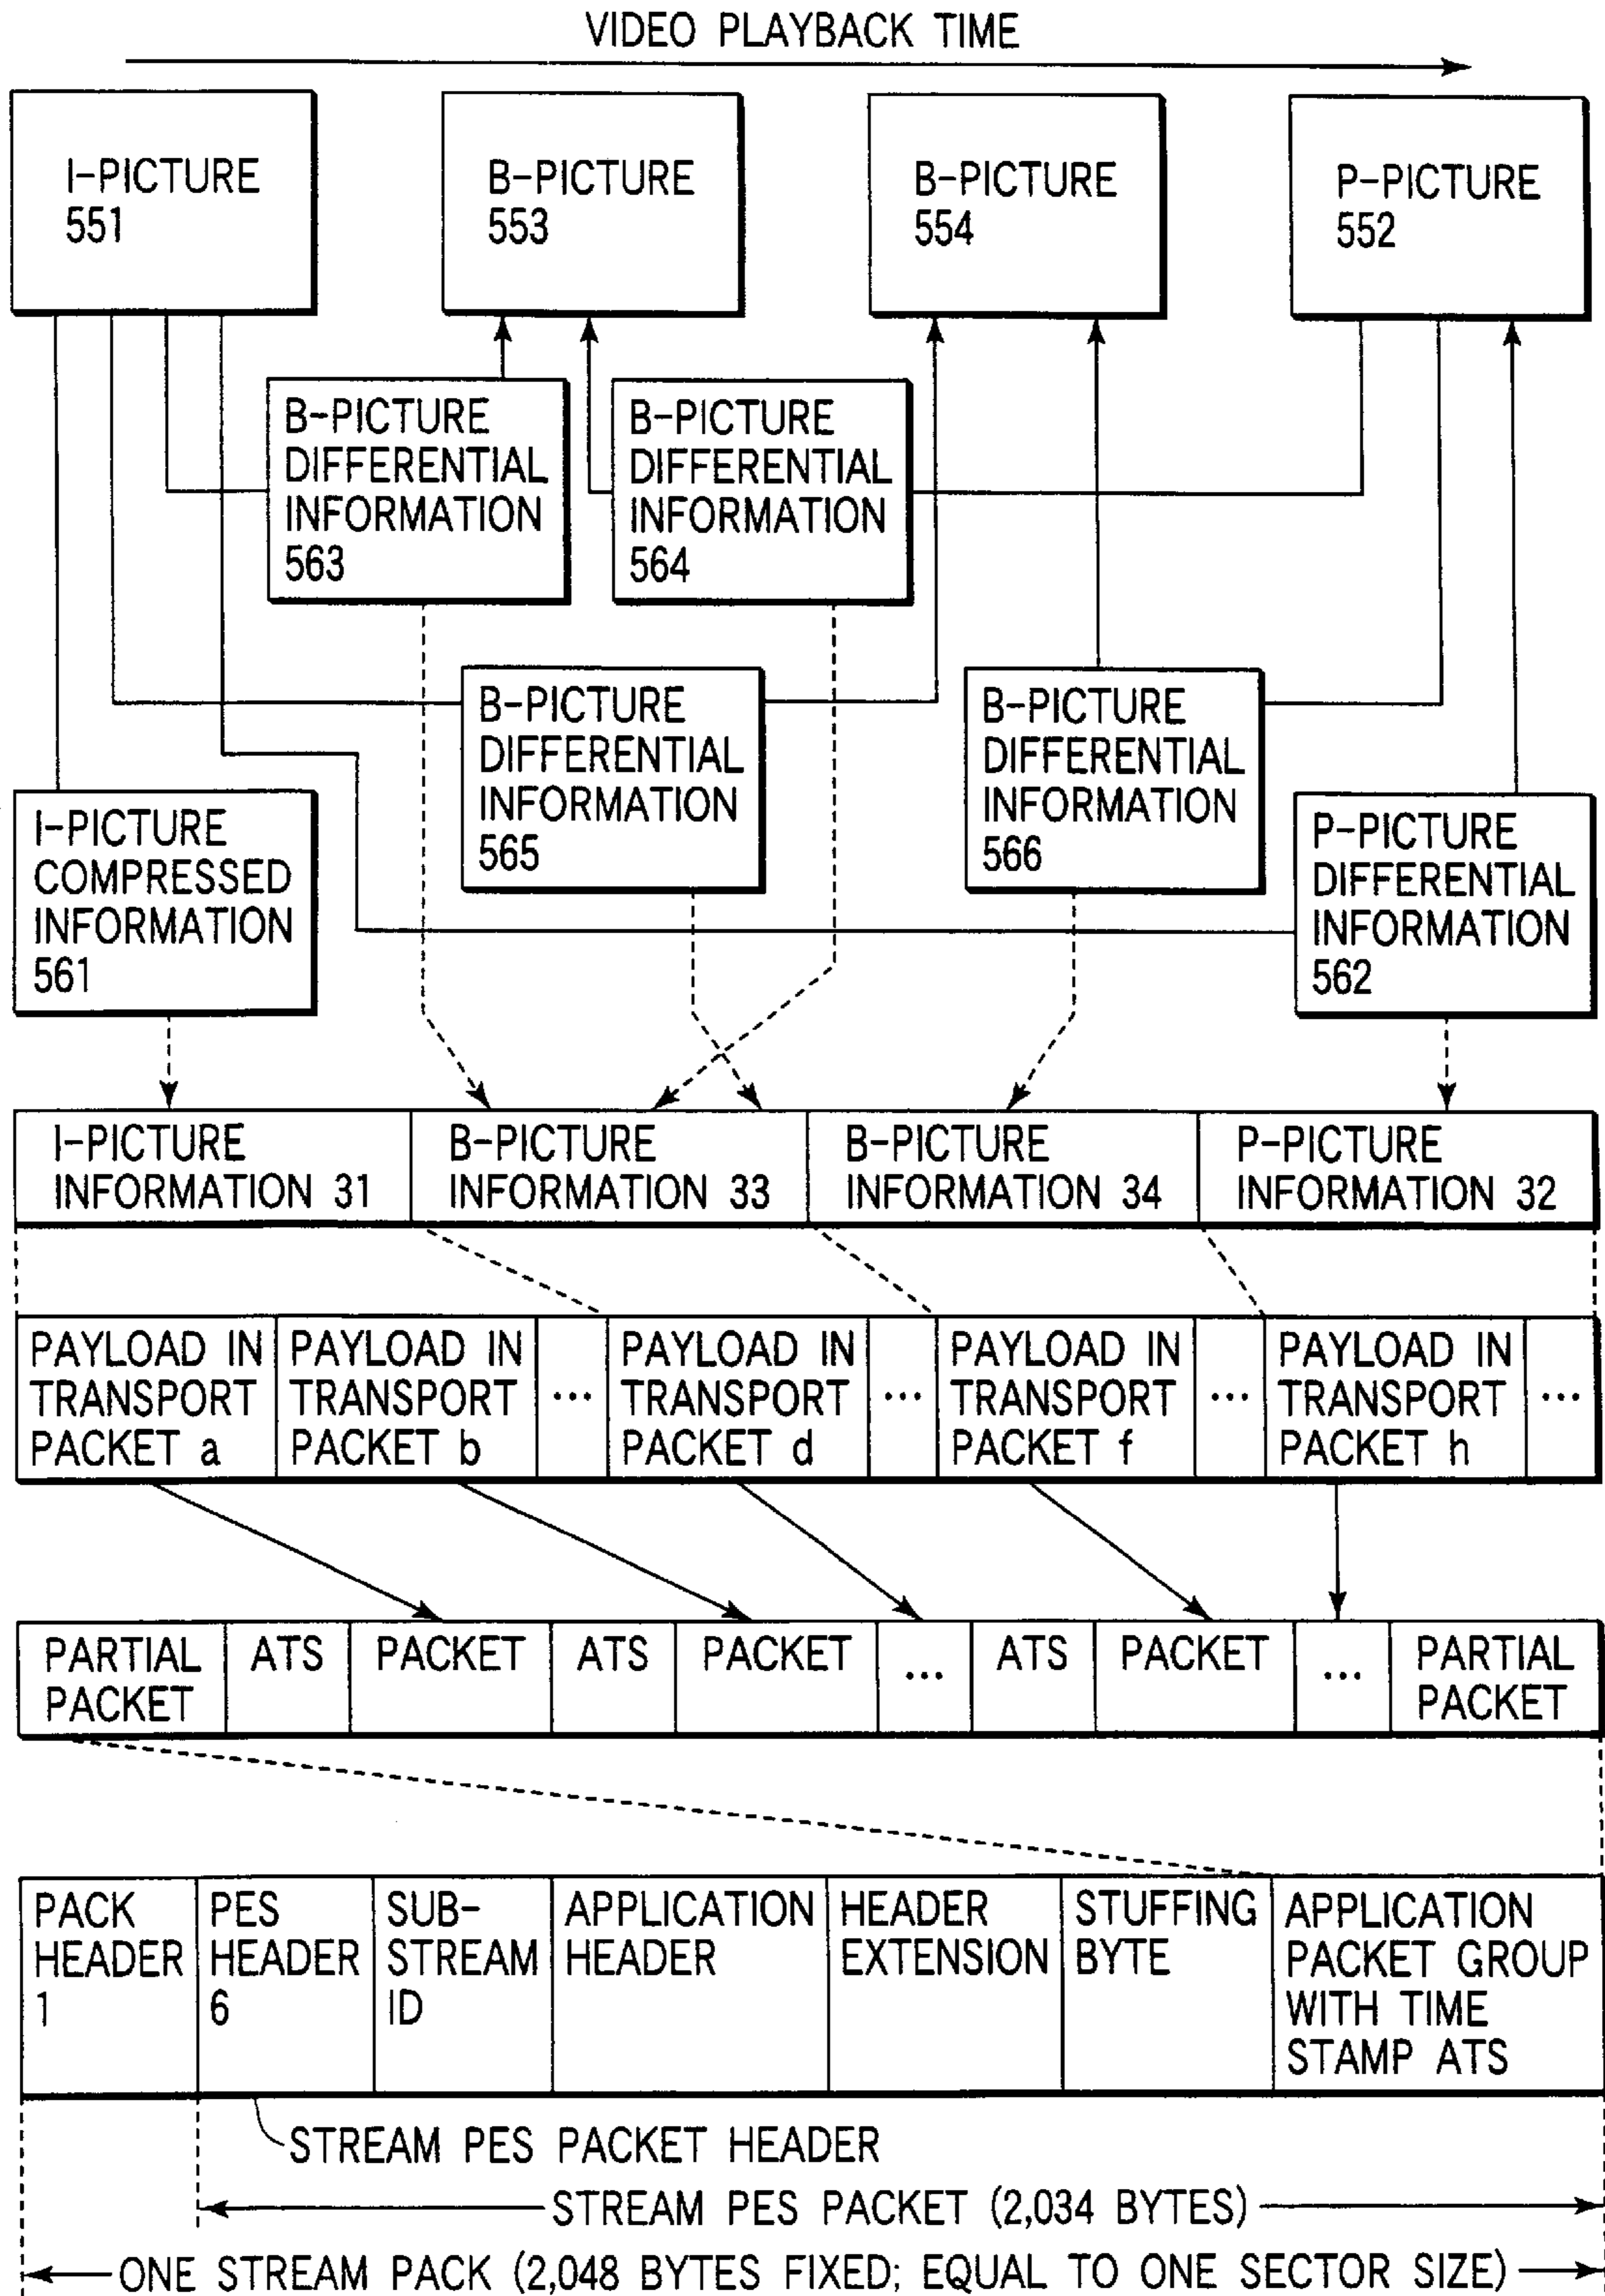 VIDEO PLAYBACK TIME
I-PICTURE
551
B-PICTURE
553
B-PICTURE
554
P-PICTURE
552
B-PICTURE
DIFFERENTIAL
INFORMATION
563
B-PICTURE
DIFFERENTIAL
INFORMATION
564
B-PICTURE
DIFFERENTIAL
INFORMATION
565
B-PICTURE
DIFFERENTIAL
INFORMATION
566
I-PICTURE
COMPRESSED
INFORMATION
561
P-PICTURE
DIFFERENTIAL
INFORMATION
562
I-PICTURE
INFORMATION 31
B-PICTURE
INFORMATION 33
B-PICTURE
INFORMATION 34
P-PICTURE
INFORMATION 32
PAYLOAD IN
TRANSPORT
PACKET a
PAYLOAD IN
TRANSPORT
PACKET b
...
PAYLOAD IN
TRANSPORT
PACKET d
...
PAYLOAD IN
TRANSPORT
PACKET f
...
PAYLOAD IN
TRANSPORT
PACKET h
...
PARTIAL
PACKET
ATS
PACKET
ATS
PACKET
...
ATS
PACKET
...
PARTIAL
PACKET
PACK
HEADER
1
PES
HEADER
6
SUB-
STREAM
ID
APPLICATION
HEADER
HEADER
EXTENSION
STUFFING
BYTE
APPLICATION
PACKET GROUP
WITH TIME
STAMP ATS
STREAM PES PACKET HEADER
STREAM PES PACKET (2,034 BYTES)
ONE STREAM PACK (2,048 BYTES FIXED; EQUAL TO ONE SECTOR SIZE)